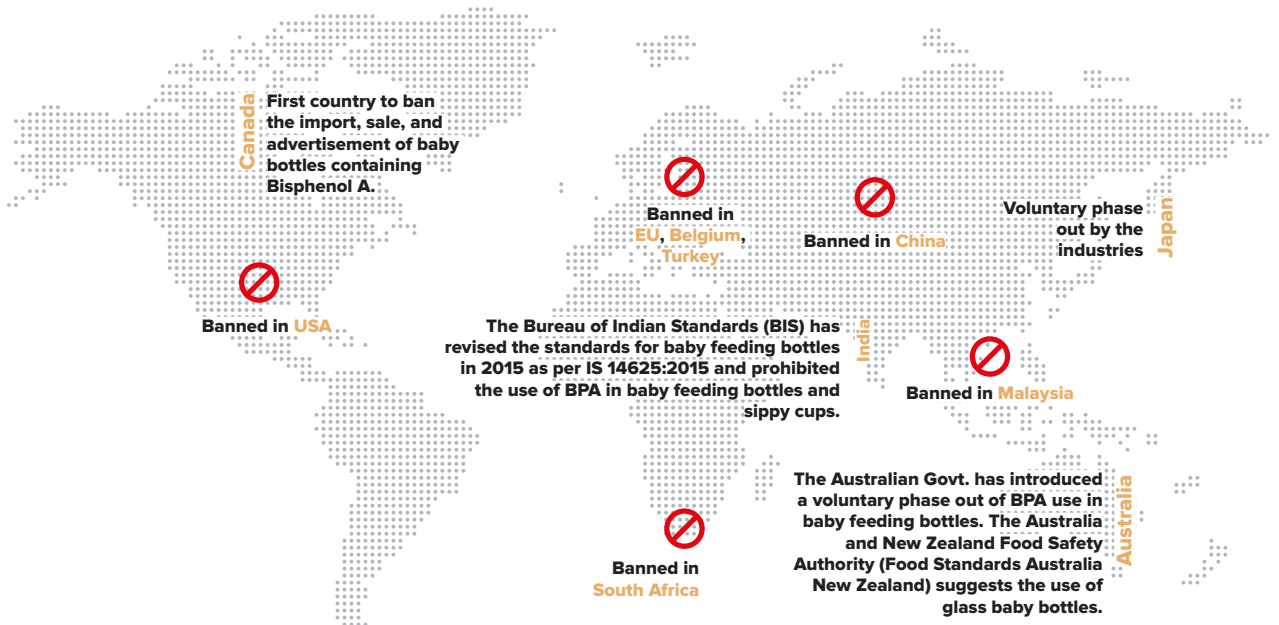 Canada
First country to ban
the import, sale, and
advertisement of baby
bottles containing
Bisphenol A.
Banned in
EU, Belgium,
Turkey
Banned in China
Voluntary phase
out by the
industries
Japan
Banned in USA
The Bureau of Indian Standards (BIS) has
revised the standards for baby feeding bottles
in 2015 as per IS 14625:2015 and prohibited
the use of BPA in baby feeding bottles and
sippy cups.
India
Banned in Malaysia
The Australian Govt. has introduced
a voluntary phase out of BPA use in
baby feeding bottles. The Australia
and New Zealand Food Safety
Authority (Food Standards Australia
New Zealand) suggests the use of
glass baby bottles.
Australia
Banned in
South Africa